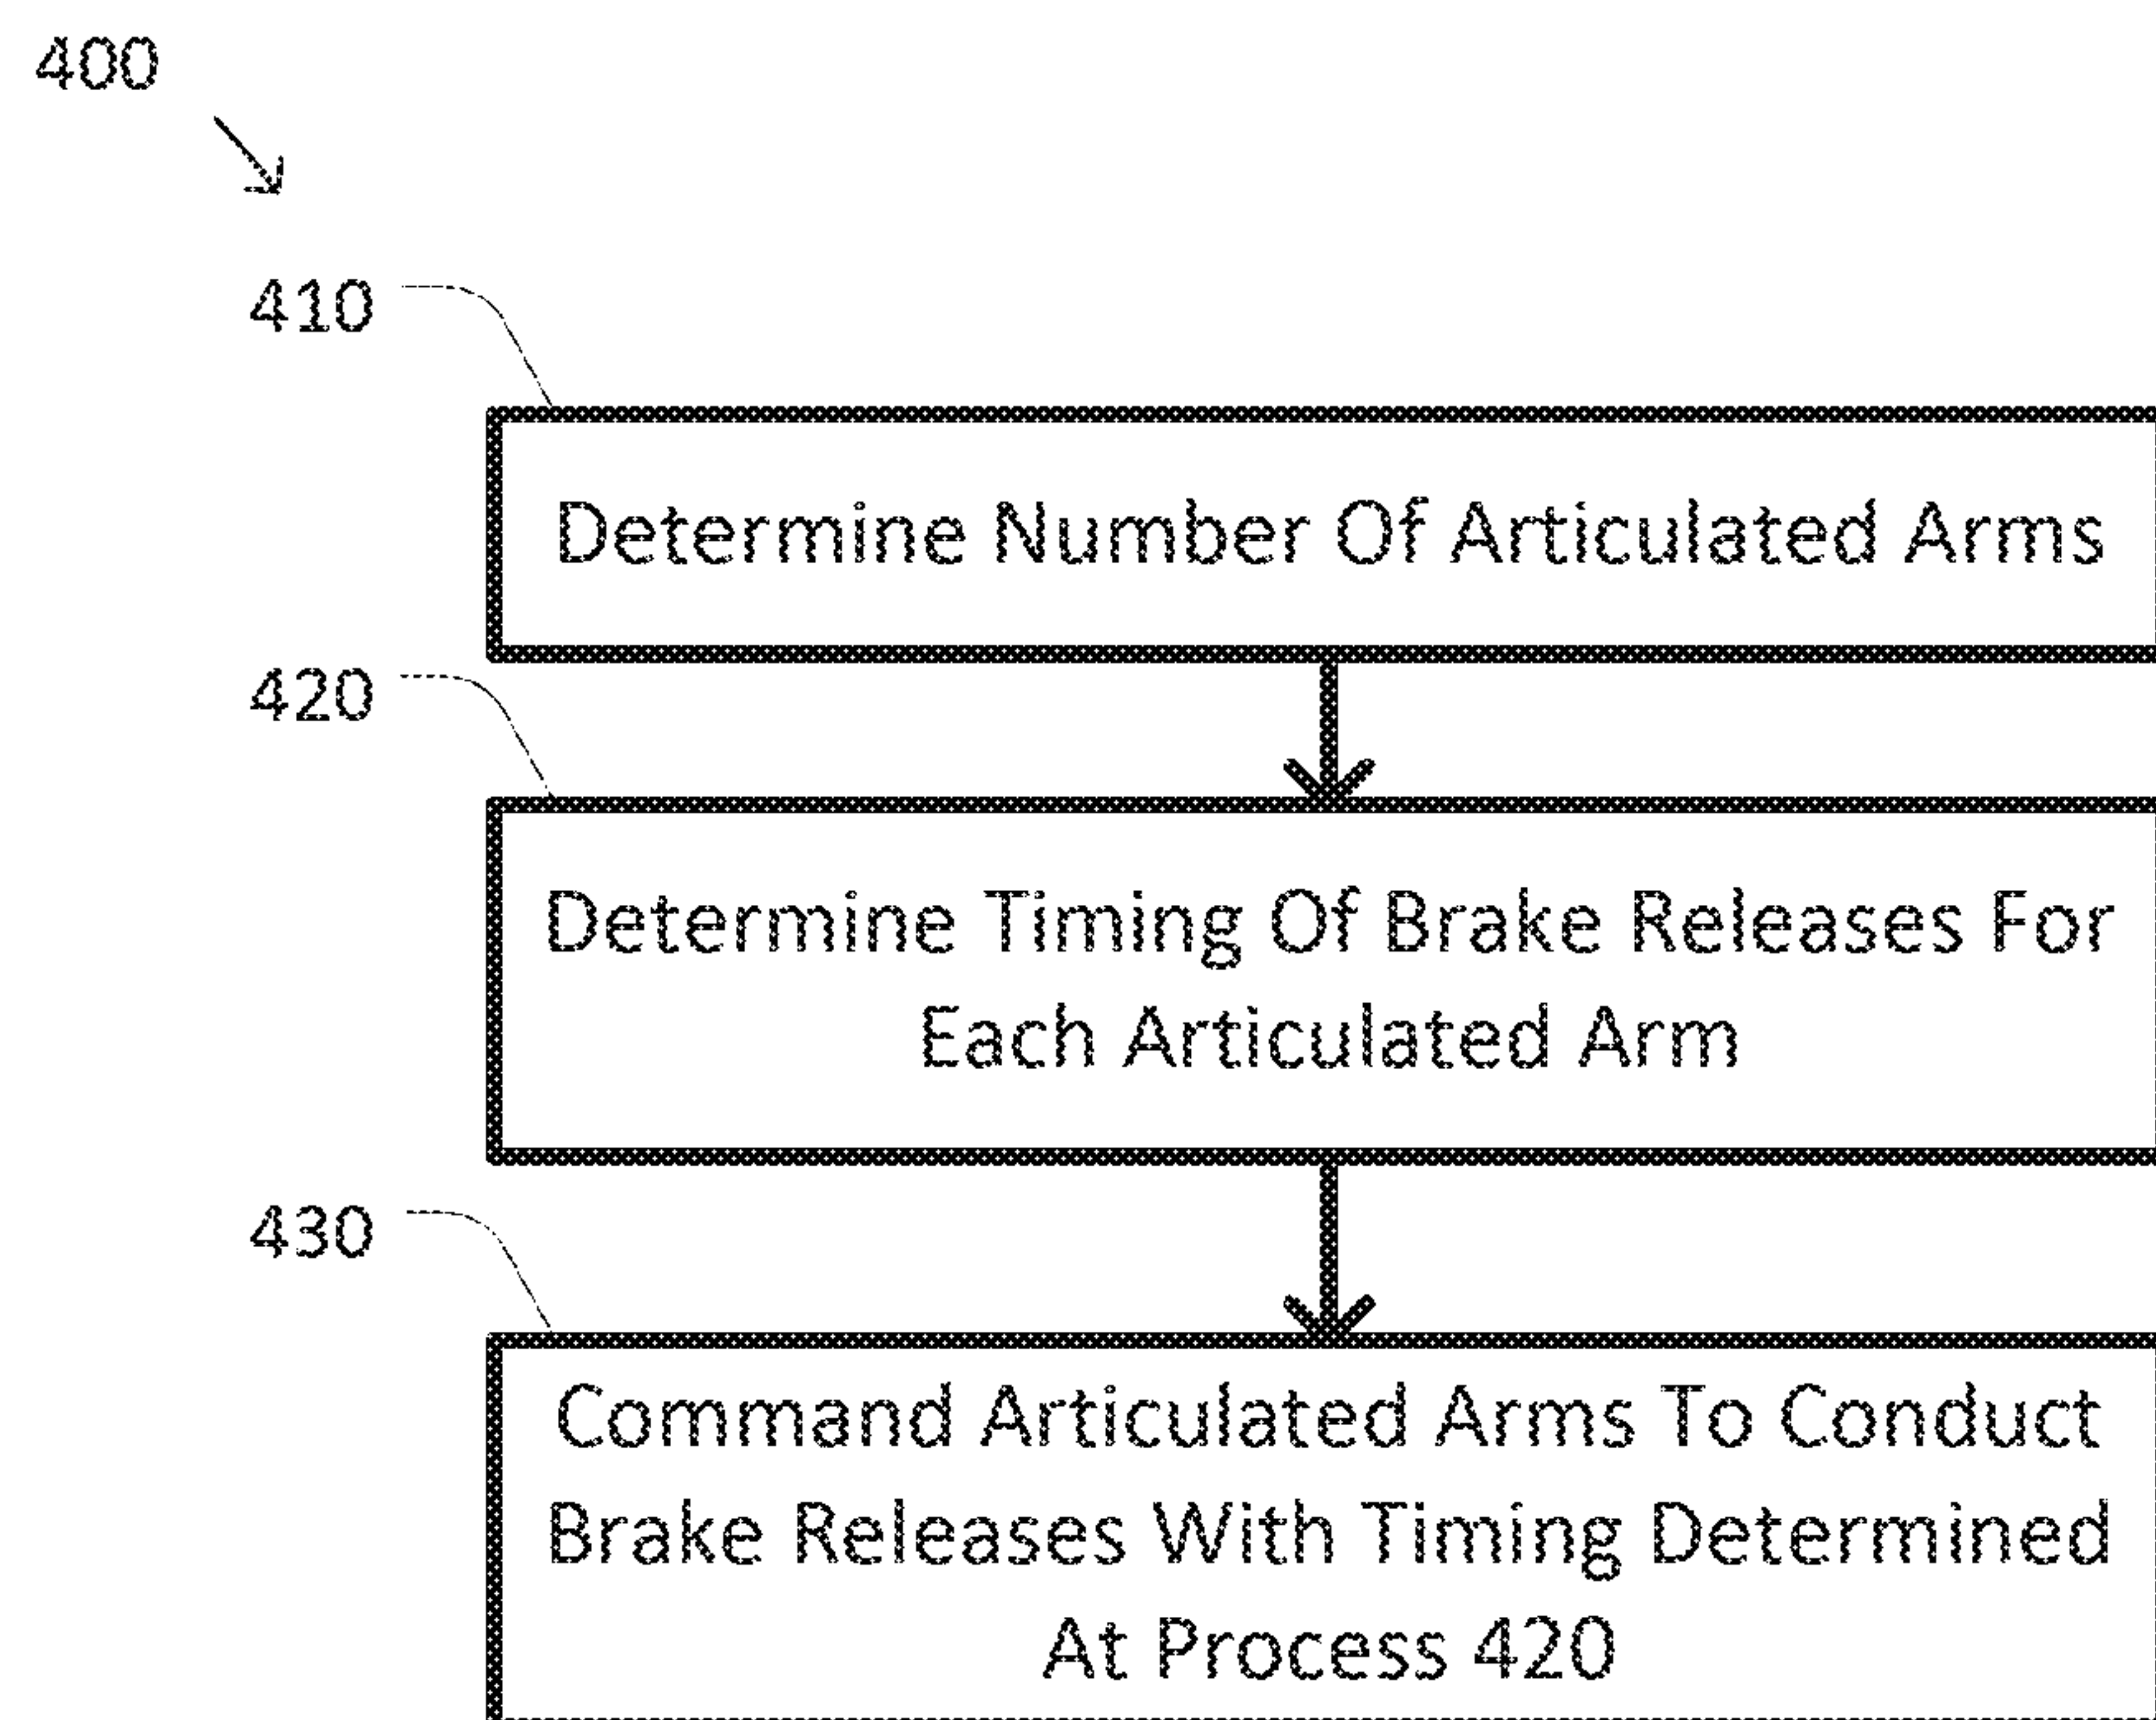 400
410
Determine Number Of Articulated Arms
420
Determine Timing Of Brake Releases For
Each Articulated Arm
430
Command Articulated Arms To Conduct
Brake Releases With Timing Determined
At Process 420